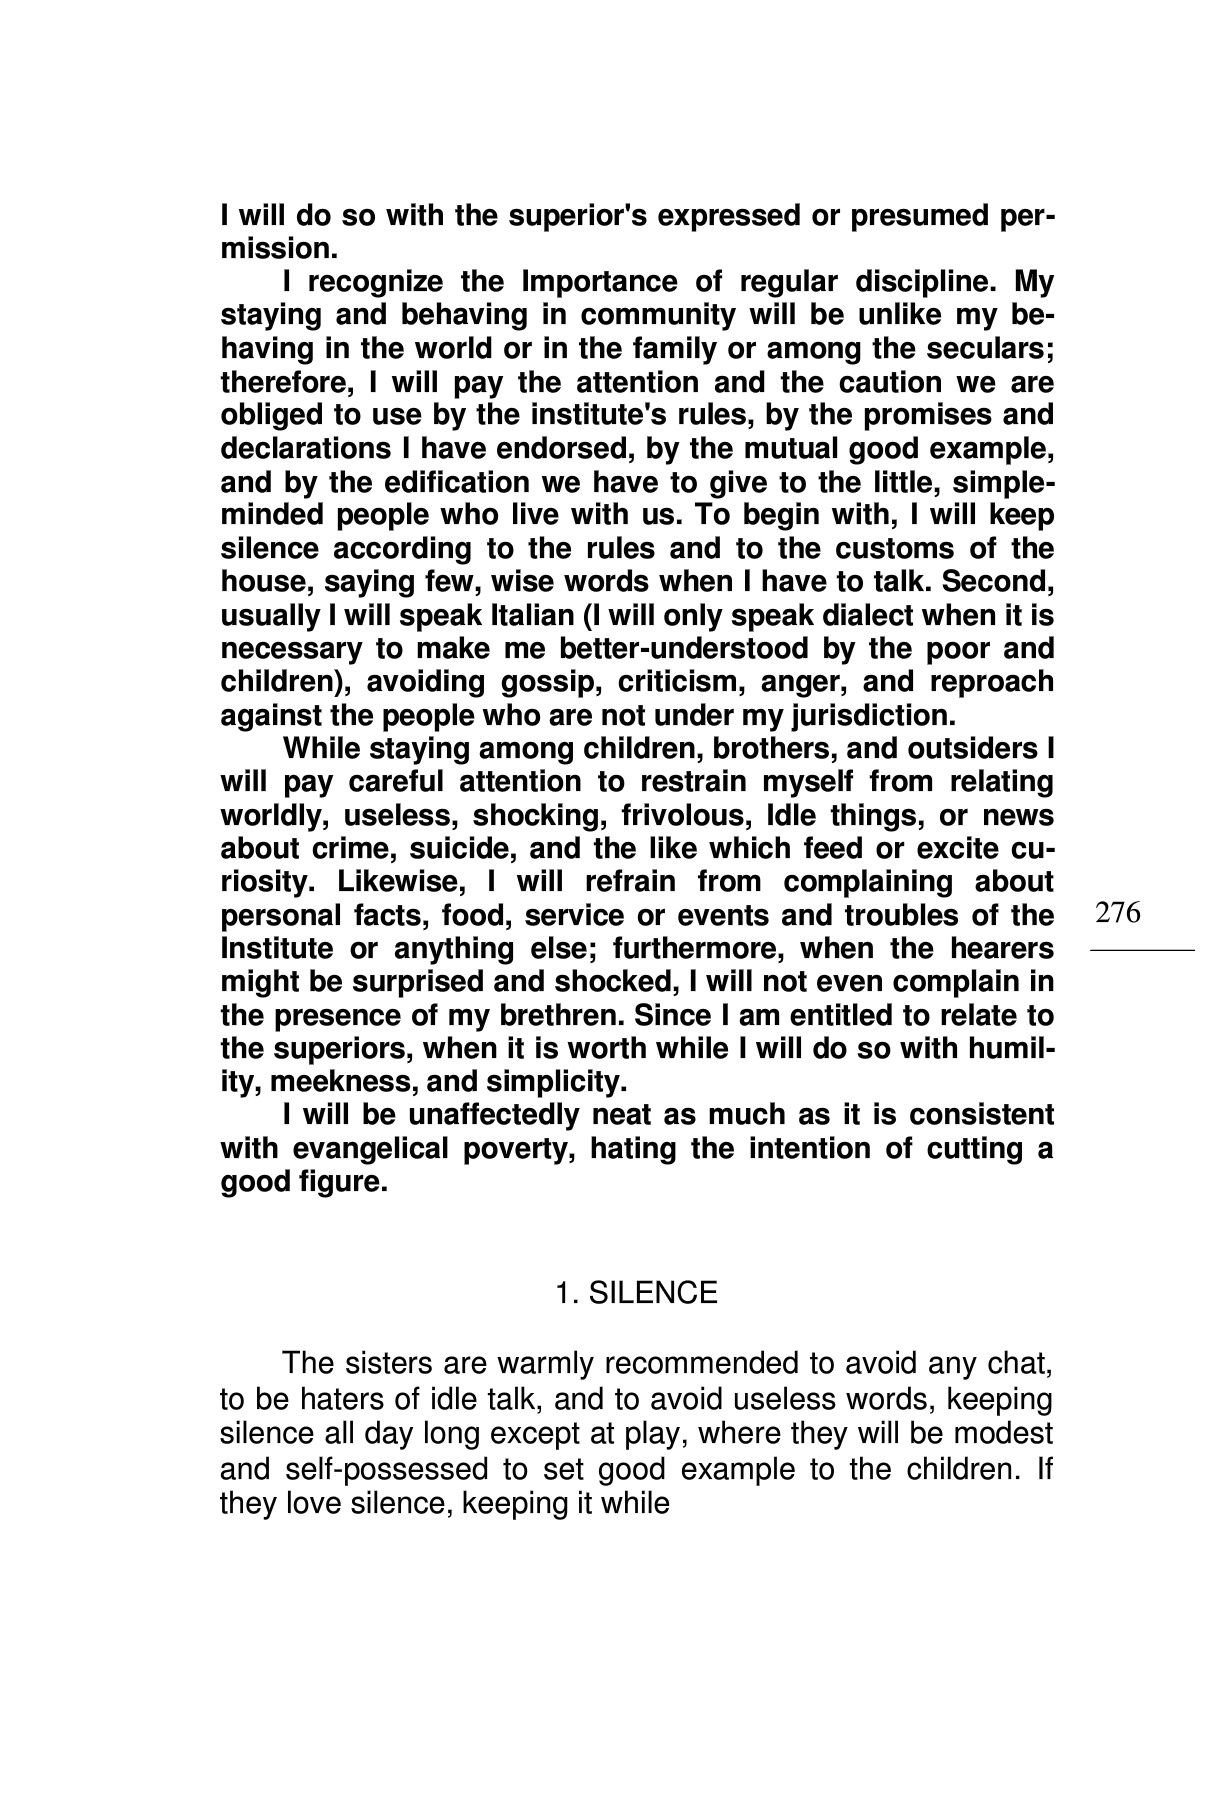 I will do so with the superior's expressed or presumed per-
mission.
I recognize the Importance of regular discipline. My
staying and behaving in community will be unlike my be-
having in the world or in the family or among the seculars;
therefore, I will pay the attention and the caution we are
obliged to use by the institute's rules, by the promises and
declarations I have endorsed, by the mutual good example,
and by the edification we have to give to the little, simple-
minded people who live with us. To begin with, I will keep
silence according to the rules and to the customs of the
house, saying few, wise words when I have to talk. Second,
usually I will speak Italian (I will only speak dialect when it is
necessary to make me better-understood by the poor and
children), avoiding gossip, criticism, anger, and reproach
against the people who are not under my jurisdiction.
While staying among children, brothers, and outsiders I
will pay careful attention to restrain myself from relating
worldly, useless, shocking, frivolous, Idle things, or news
about crime, suicide, and the like which feed or excite cu-
riosity. Likewise, I will refrain from complaining about
personal facts, food, service or events and troubles of the
Institute or anything else; furthermore, when the hearers
might be surprised and shocked, I will not even complain in
the presence of my brethren. Since I am entitled to relate to
the superiors, when it is worth while I will do so with humil-
ity, meekness, and simplicity.
I will be unaffectedly neat as much as it is consistent
with evangelical poverty, hating the intention of cutting a
good figure.
276
1. SILENCE
The sisters are warmly recommended to avoid any chat,
to be haters of idle talk, and to avoid useless words, keeping
silence all day long except at play, where they will be modest
and self-possessed to set good example to the children. If
they love silence, keeping it while